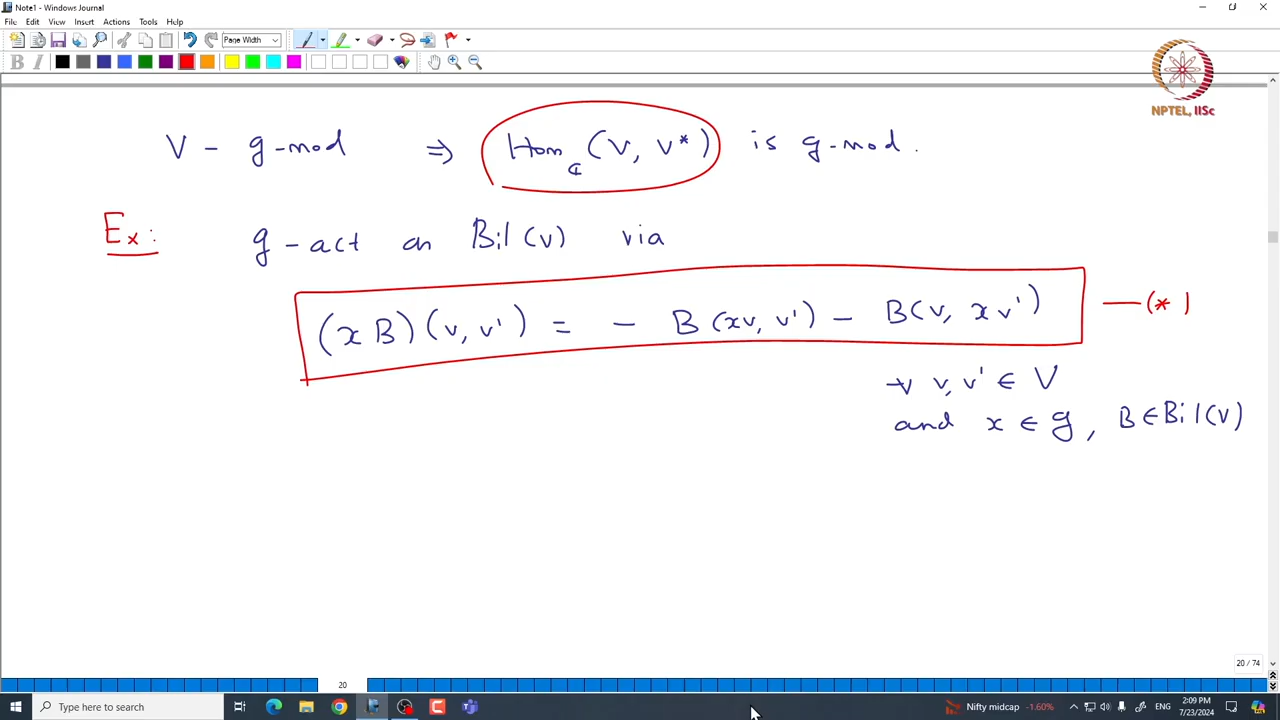 Note1 - Windows Journal
File Edit View Insert Actions Tools Help
Page Width
B I
NPTEL, IISc
V - g-mod ⇒ Hom_ℂ (V, V*) is g-mod.
Ex: g-act on Bil(V) via
(xB)(v, v') = - B(xv, v') - B(v, xv') —(*)
∀ v, v' ∈ V
and x ∈ g, B ∈ Bil(V)
20 / 74
20
Type here to search
Nifty midcap -1.60% ENG 2:09 PM
7/23/2024